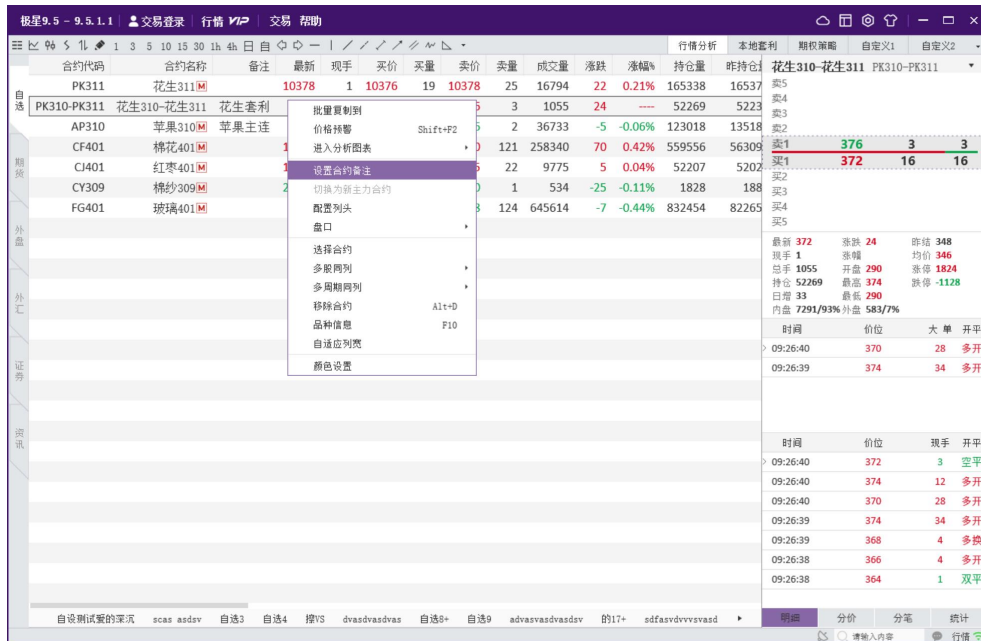 极星9.5 - 9.5.1.1 交易登录 行情 VIP 交易 帮助
1 3 5 10 15 30 1h 4h 日 自
行情分析 本地套利 期权策略 自定义1 自定义2
合约代码 合约名称 备注 最新 现手 买价 买量 卖价 卖量 成交量 涨跌 涨幅% 持仓量 昨持仓
PK311 花生311M 10378 1 10376 19 10378 25 16794 22 0.21% 165338 16537
PK310-PK311 花生310-花生311 花生套利 3 1055 24 ---- 52269 5223
AP310 苹果310M 苹果主连 2 36733 -5 -0.06% 123018 13518
CF401 棉花401M 121 258340 70 0.42% 559556 56309
CJ401 红枣401M 22 9775 5 0.04% 52207 5202
CY309 棉纱309M 1 534 -25 -0.11% 1828 188
FG401 玻璃401M 124 645614 -7 -0.44% 832454 82265
自选
期货
外盘
外汇
证券
资讯
批量复制到
价格预警 Shift+F2
进入分析图表
设置合约备注
切换为新主力合约
配置列头
盘口
选择合约
多股同列
多周期同列
移除合约 Alt+D
品种信息 F10
自适应列宽
颜色设置
花生310-花生311 PK310-PK311
卖5
卖4
卖3
卖2
卖1 376 3 3
买1 372 16 16
买2
买3
买4
买5
最新 372 涨跌 24 昨结 348
现手 1 涨幅 均价 346
总手 1055 开盘 290 涨停 1824
持仓 52269 最高 374 跌停 -1128
日增 33 最低 290
内盘 7291/93% 外盘 583/7%
时间 价位 大 单 开平
09:26:40 370 28 多开
09:26:39 374 34 多开
时间 价位 现手 开平
09:26:40 372 3 空平
09:26:40 374 12 多开
09:26:40 370 28 多开
09:26:39 374 34 多开
09:26:39 368 4 多换
09:26:38 366 4 多开
09:26:38 364 1 双平
自设测试爱的深沉 scas asdsv 自选3 自选4 撑VS dvasdvasdvas 自选8+ 自选9 advasvasdvasdsv 的17+ sdfasvdvvvsvasd
明细 分价 分笔 统计
请输入内容 行情